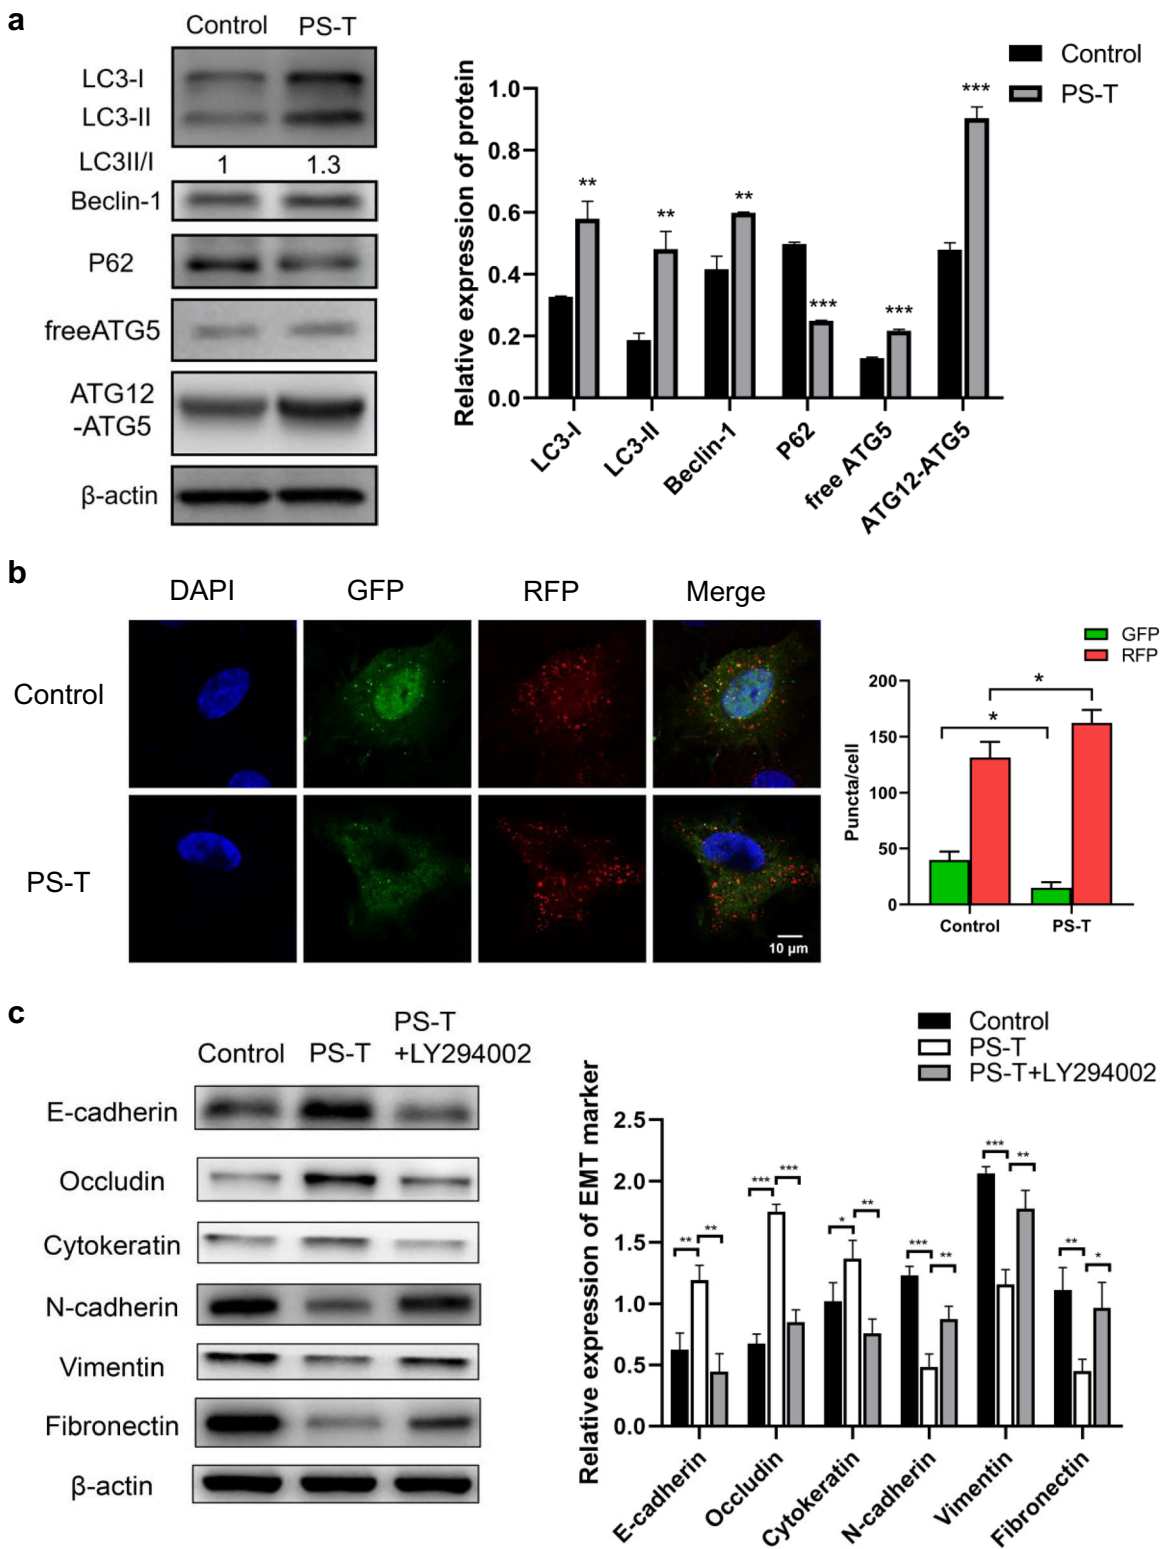 a
Control PS-T
LC3-I
LC3-II
LC3II/I 1 1.3
Beclin-1
P62
freeATG5
ATG12
-ATG5
β-actin
Control
PS-T
Relative expression of protein
1.0
0.8
0.6
0.4
0.2
0.0
** ** ** *** *** ***
LC3-I LC3-II Beclin-1 P62 free ATG5 ATG12-ATG5
b
DAPI GFP RFP Merge
Control
PS-T
10 μm
GFP
RFP
Puncta/cell
200
150
100
50
0
* *
Control PS-T
c
Control PS-T PS-T
+LY294002
E-cadherin
Occludin
Cytokeratin
N-cadherin
Vimentin
Fibronectin
β-actin
Control
PS-T
PS-T+LY294002
Relative expression of EMT marker
2.5
2.0
1.5
1.0
0.5
0.0
** ** *** *** * ** *** ** *** ** ** *
E-cadherin Occludin Cytokeratin N-cadherin Vimentin Fibronectin